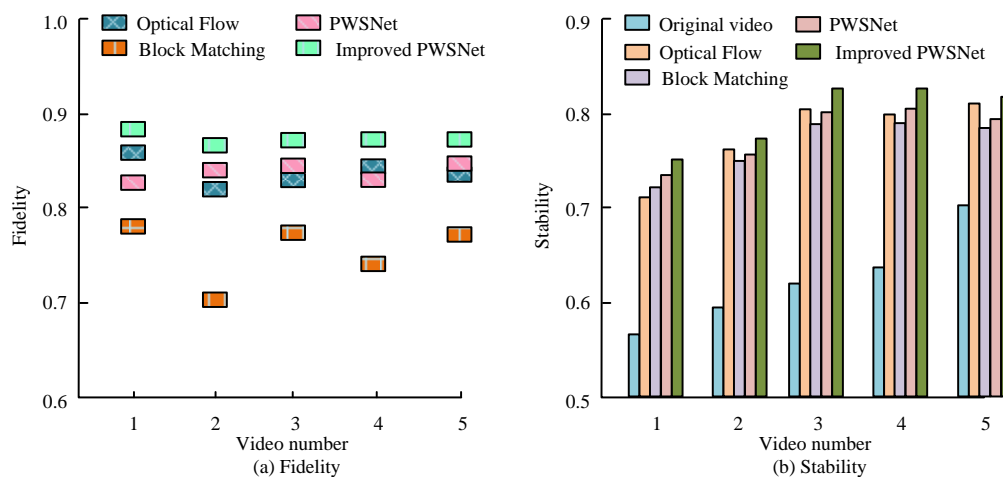 1.0
0.9
0.8
0.7
0.6
Fidelity
Optical Flow
PWSNet
Block Matching
Improved PWSNet
1 2 3 4 5
Video number
(a) Fidelity
0.9
0.8
0.7
0.6
0.5
Stability
Original video
PWSNet
Optical Flow
Improved PWSNet
Block Matching
1 2 3 4 5
Video number
(b) Stability